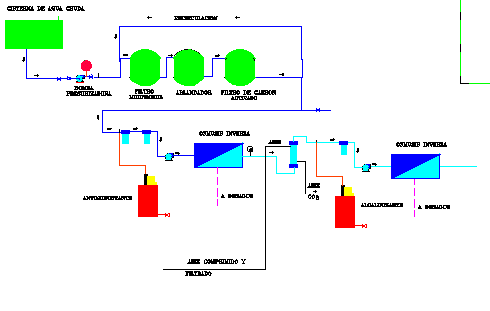 CISTERNA DE AGUA CRUDA
RECIRCULACION
BOMBA
PRESURIZADORA
FILTRO
MULTIMEDIA
ABLANDADOR
FILTRO DE CARBON
ACTIVADO
OSMOSIS INVERSA
OSMOSIS INVERSA
AIRE
AIRE
CO2
ANTIINCRUSTANTE
A DRENAJE
ALCALINIZANTE
A DRENAJE
AIRE COMPRIMIDO Y
FILTRADO